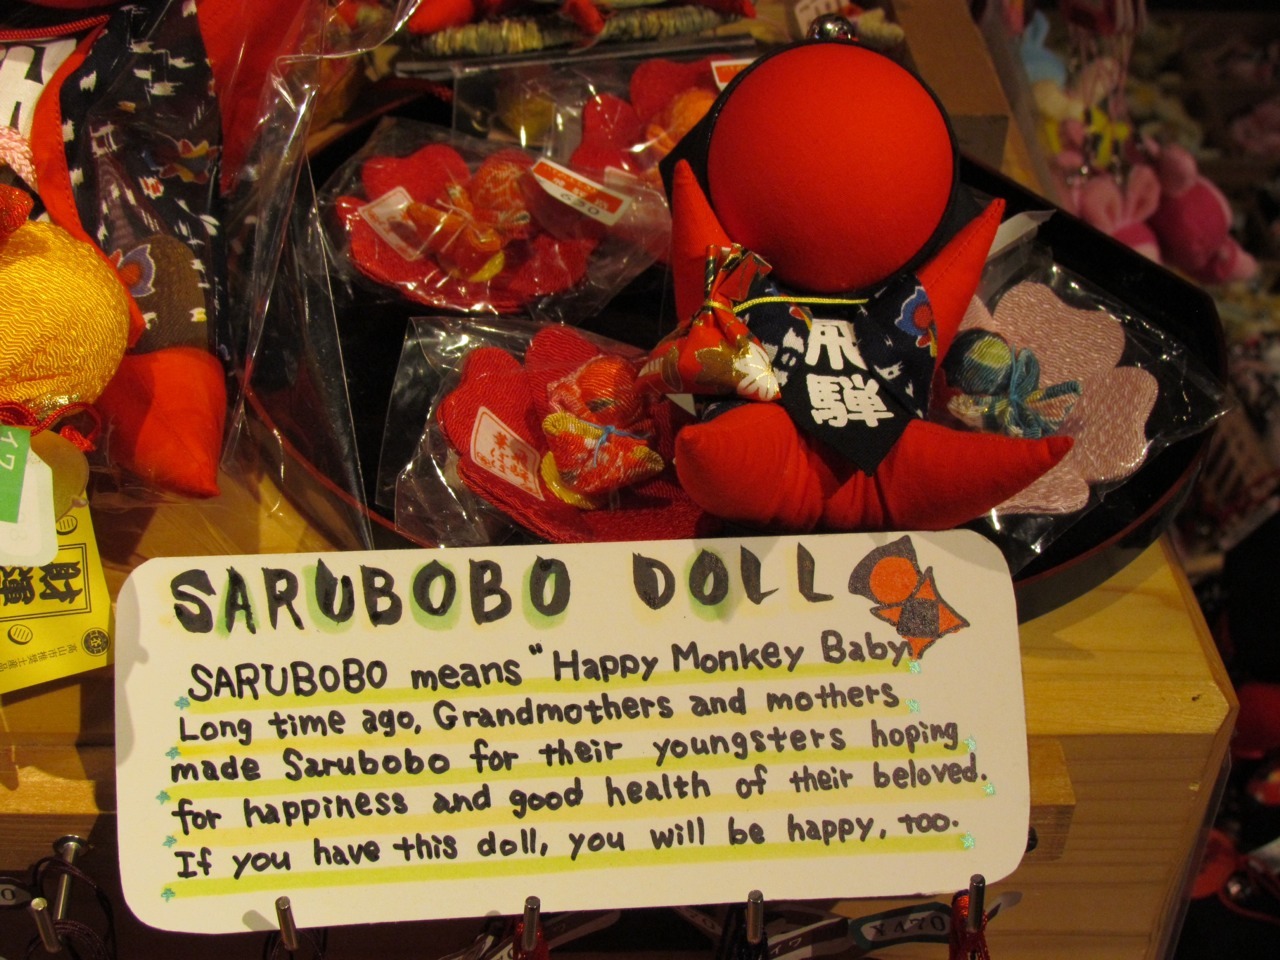 630
飛
騨
SARUBOBO DOLL
SARUBOBO means "Happy Monkey Baby
Long time ago, Grandmothers and mothers
made Sarubobo for their youngsters hoping
for happiness and good health of their beloved.
If you have this doll, you will be happy, too.
¥470